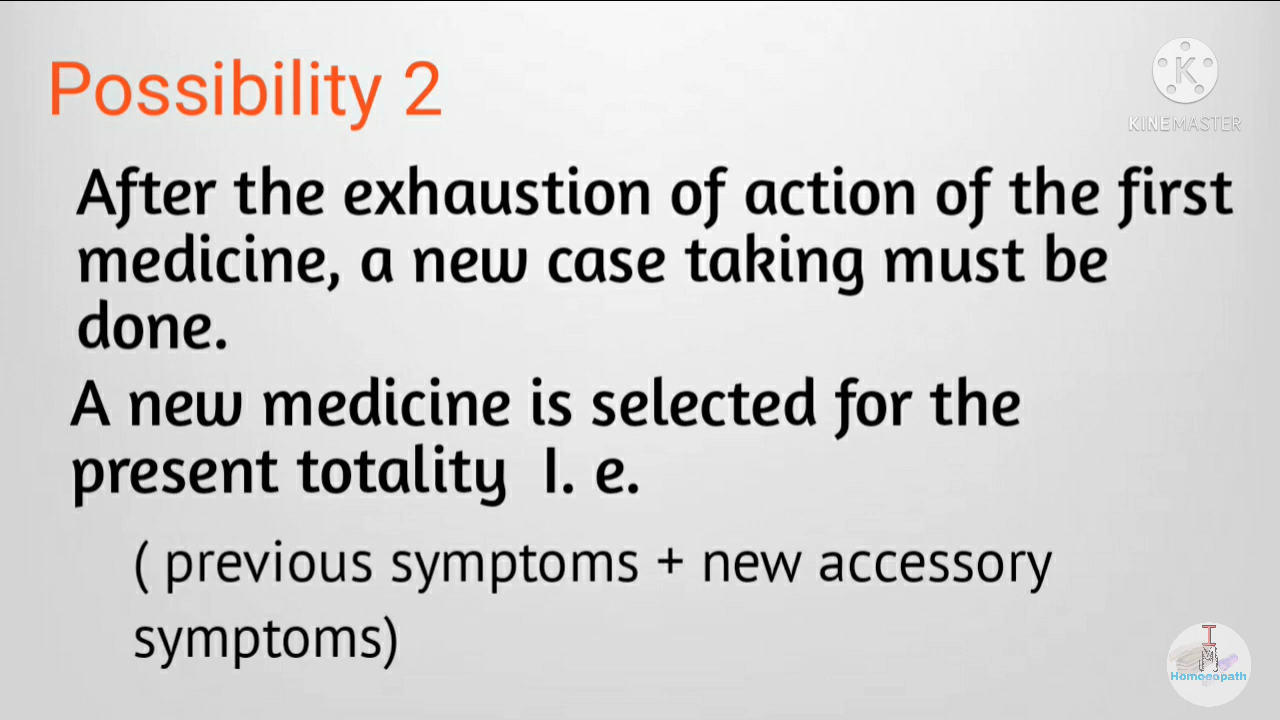 Possibility 2
KINEMASTER
After the exhaustion of action of the first
medicine, a new case taking must be
done.
A new medicine is selected for the
present totality I. e.
( previous symptoms + new accessory
symptoms)
Homoeopath